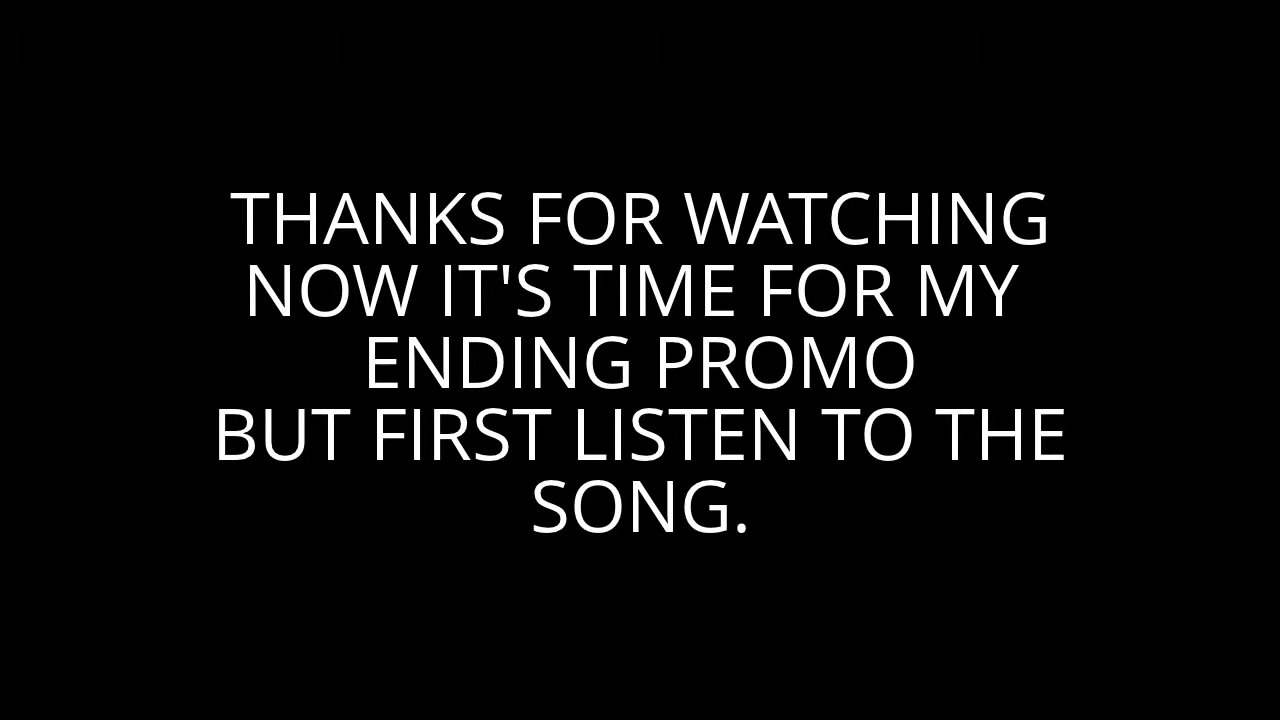 THANKS FOR WATCHING
NOW IT'S TIME FOR MY
ENDING PROMO
BUT FIRST LISTEN TO THE
SONG.